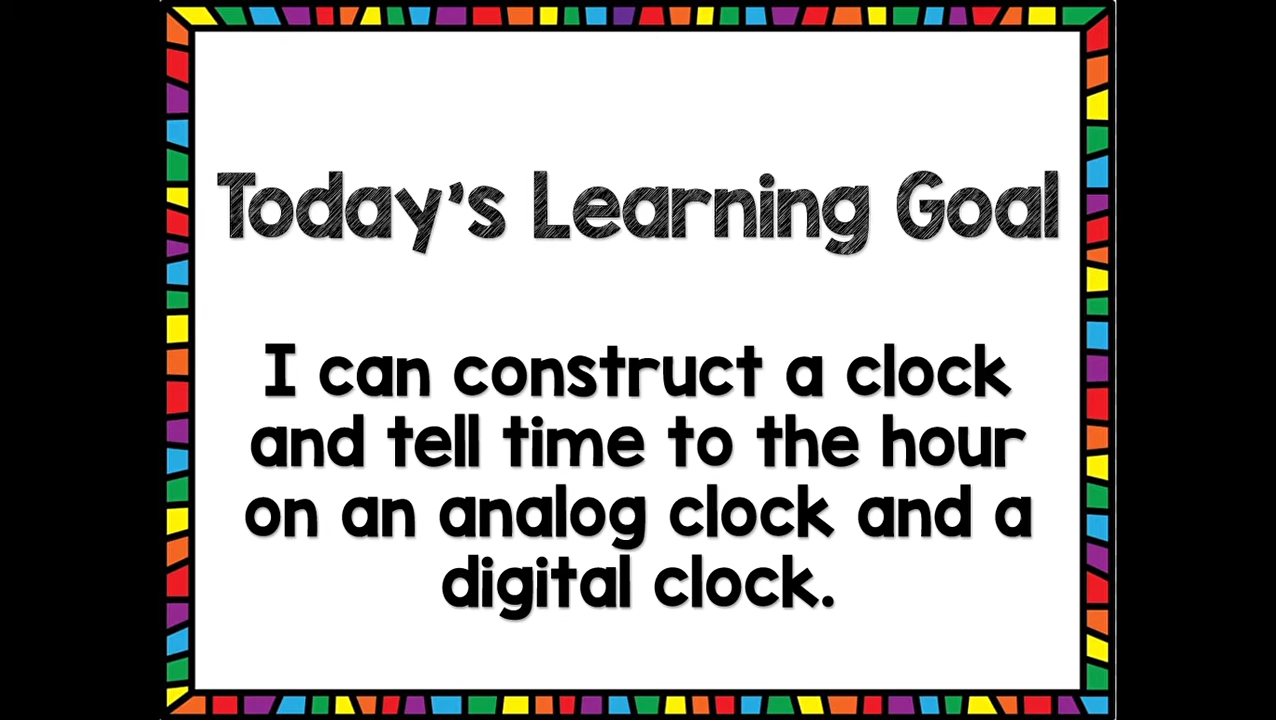 Today's Learning Goal
I can construct a clock
and tell time to the hour
on an analog clock and a
digital clock.